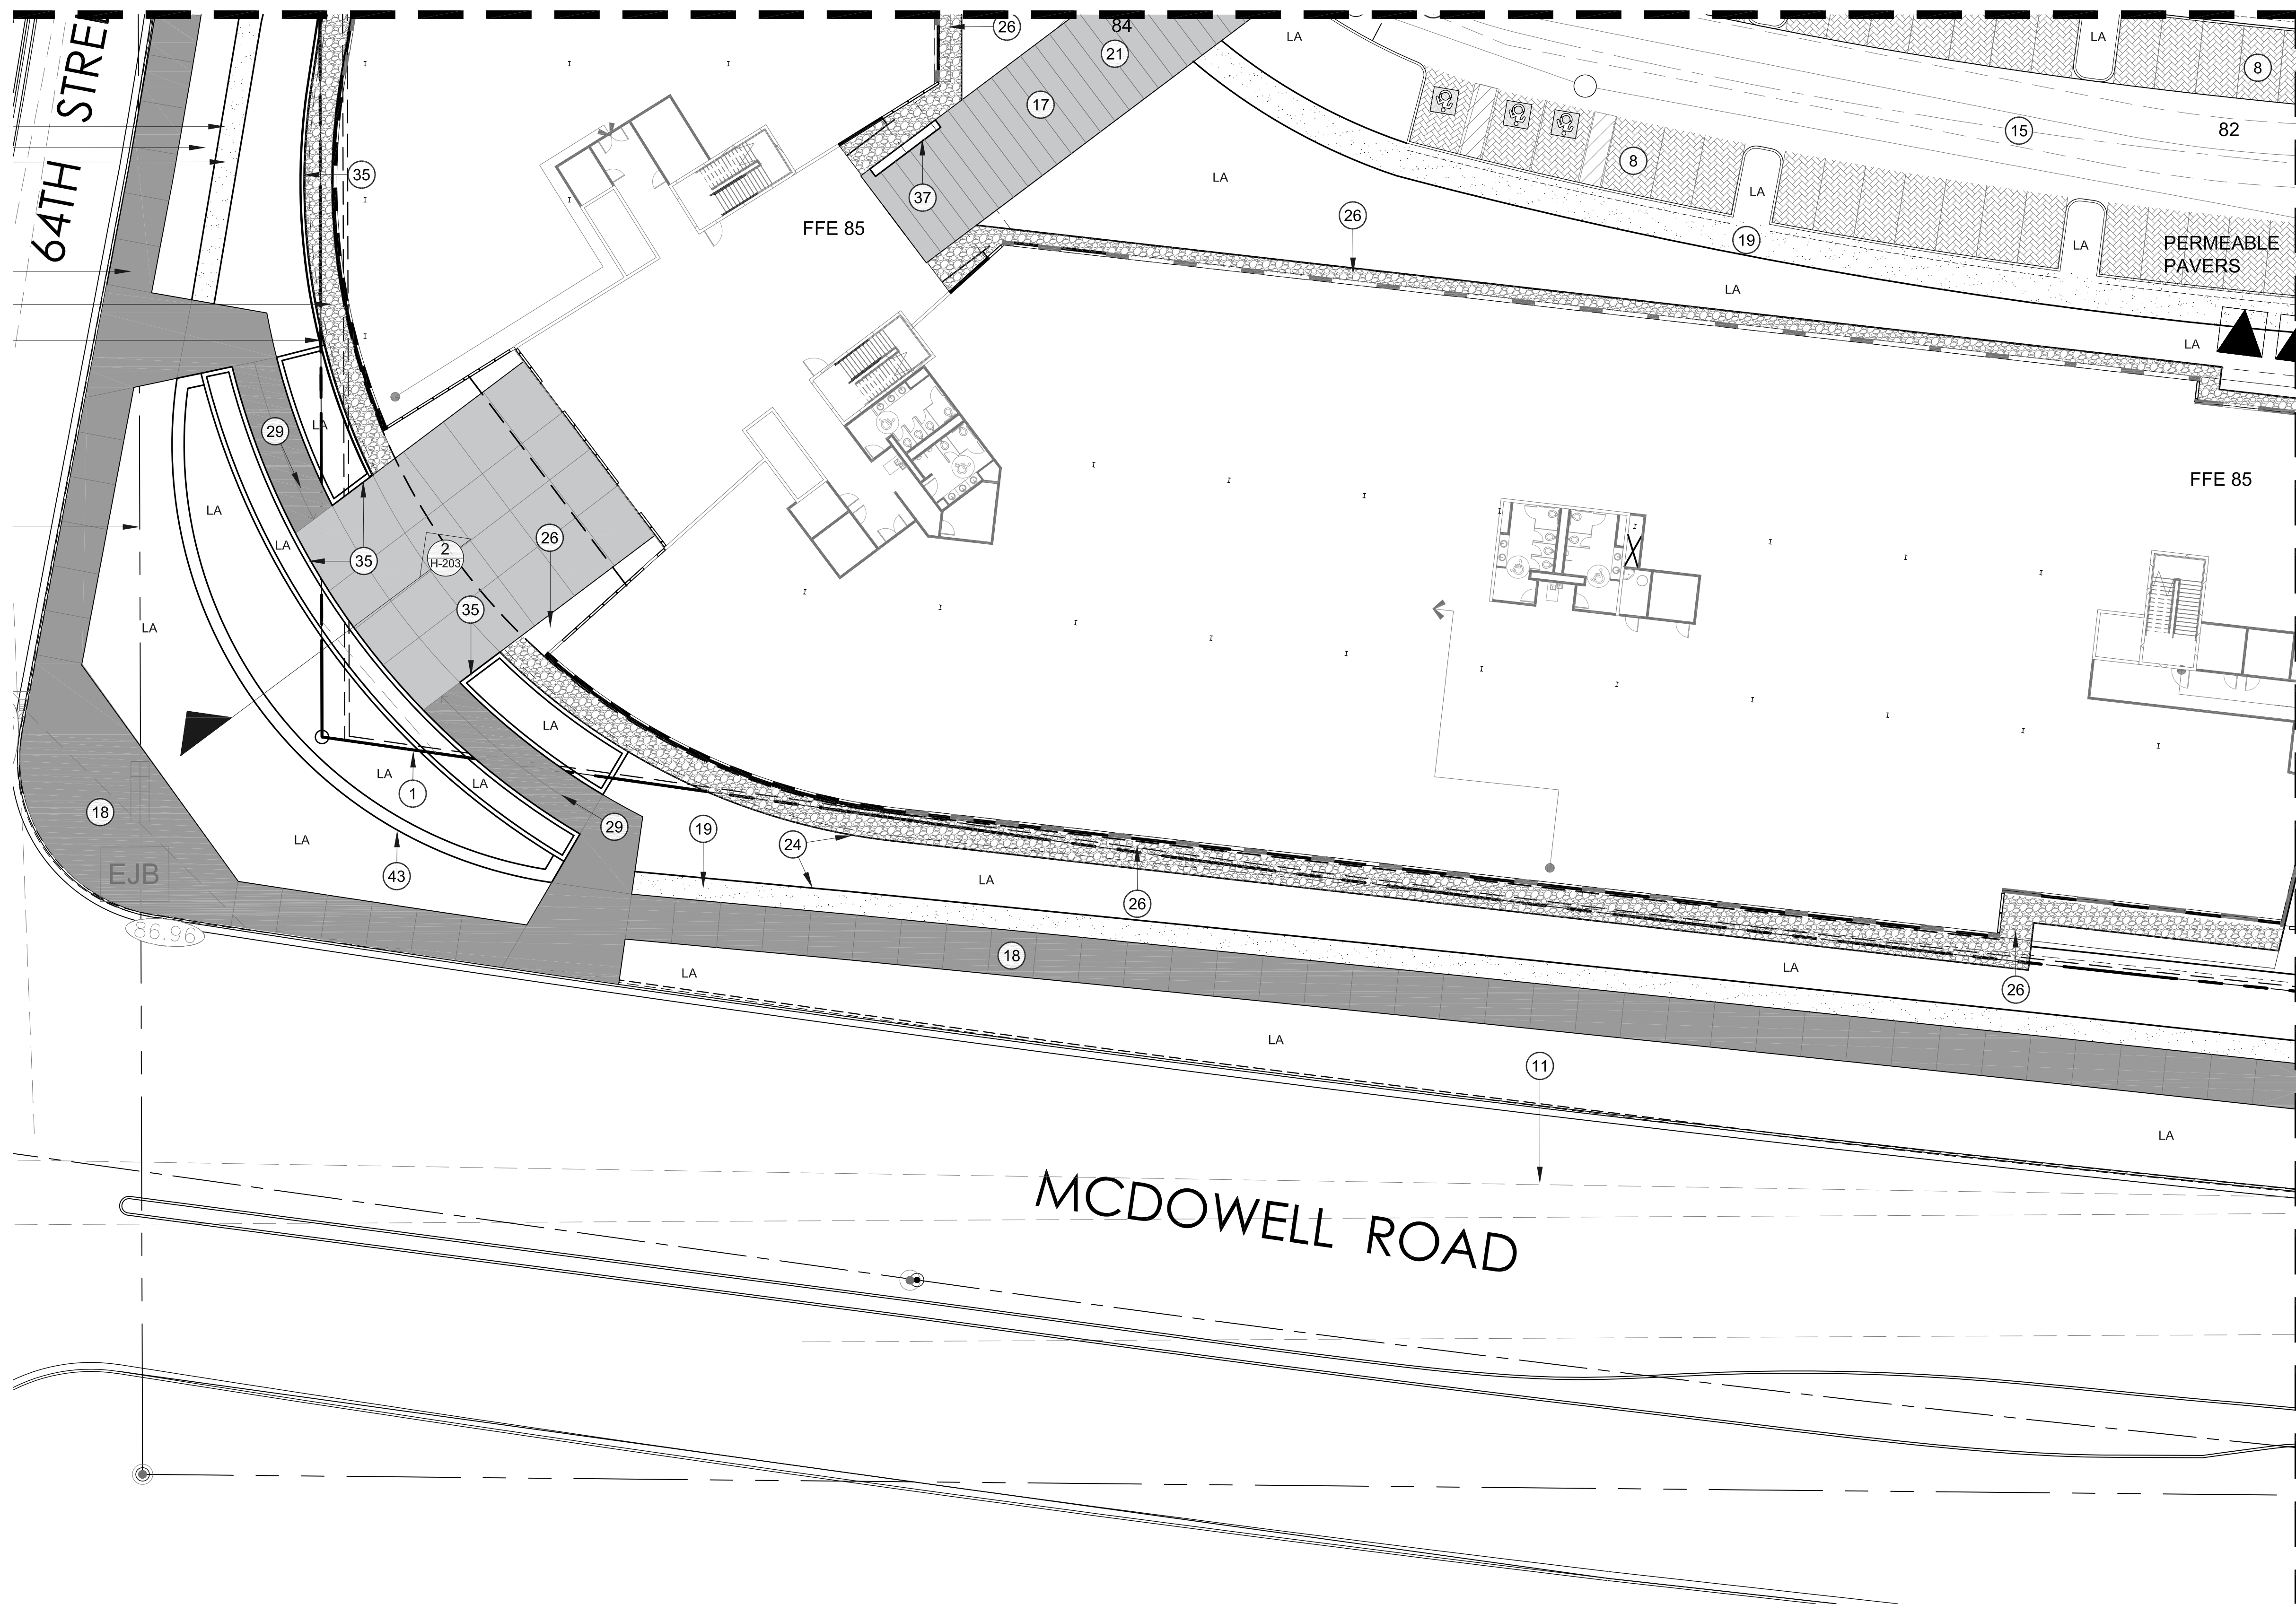 26
84
21
LA
LA
8
64TH STREE
17
8
15
82
35
37
LA
LA
FFE 85
26
19
LA
PERMEABLE
PAVERS
LA
LA
29
LA
FFE 85
LA
LA
26
35
2
H-203
35
LA
LA
LA
1
LA
18
LA
29
19
24
EJB
43
LA
26
86.96
18
LA
LA
26
LA
11
LA
MCDOWELL ROAD